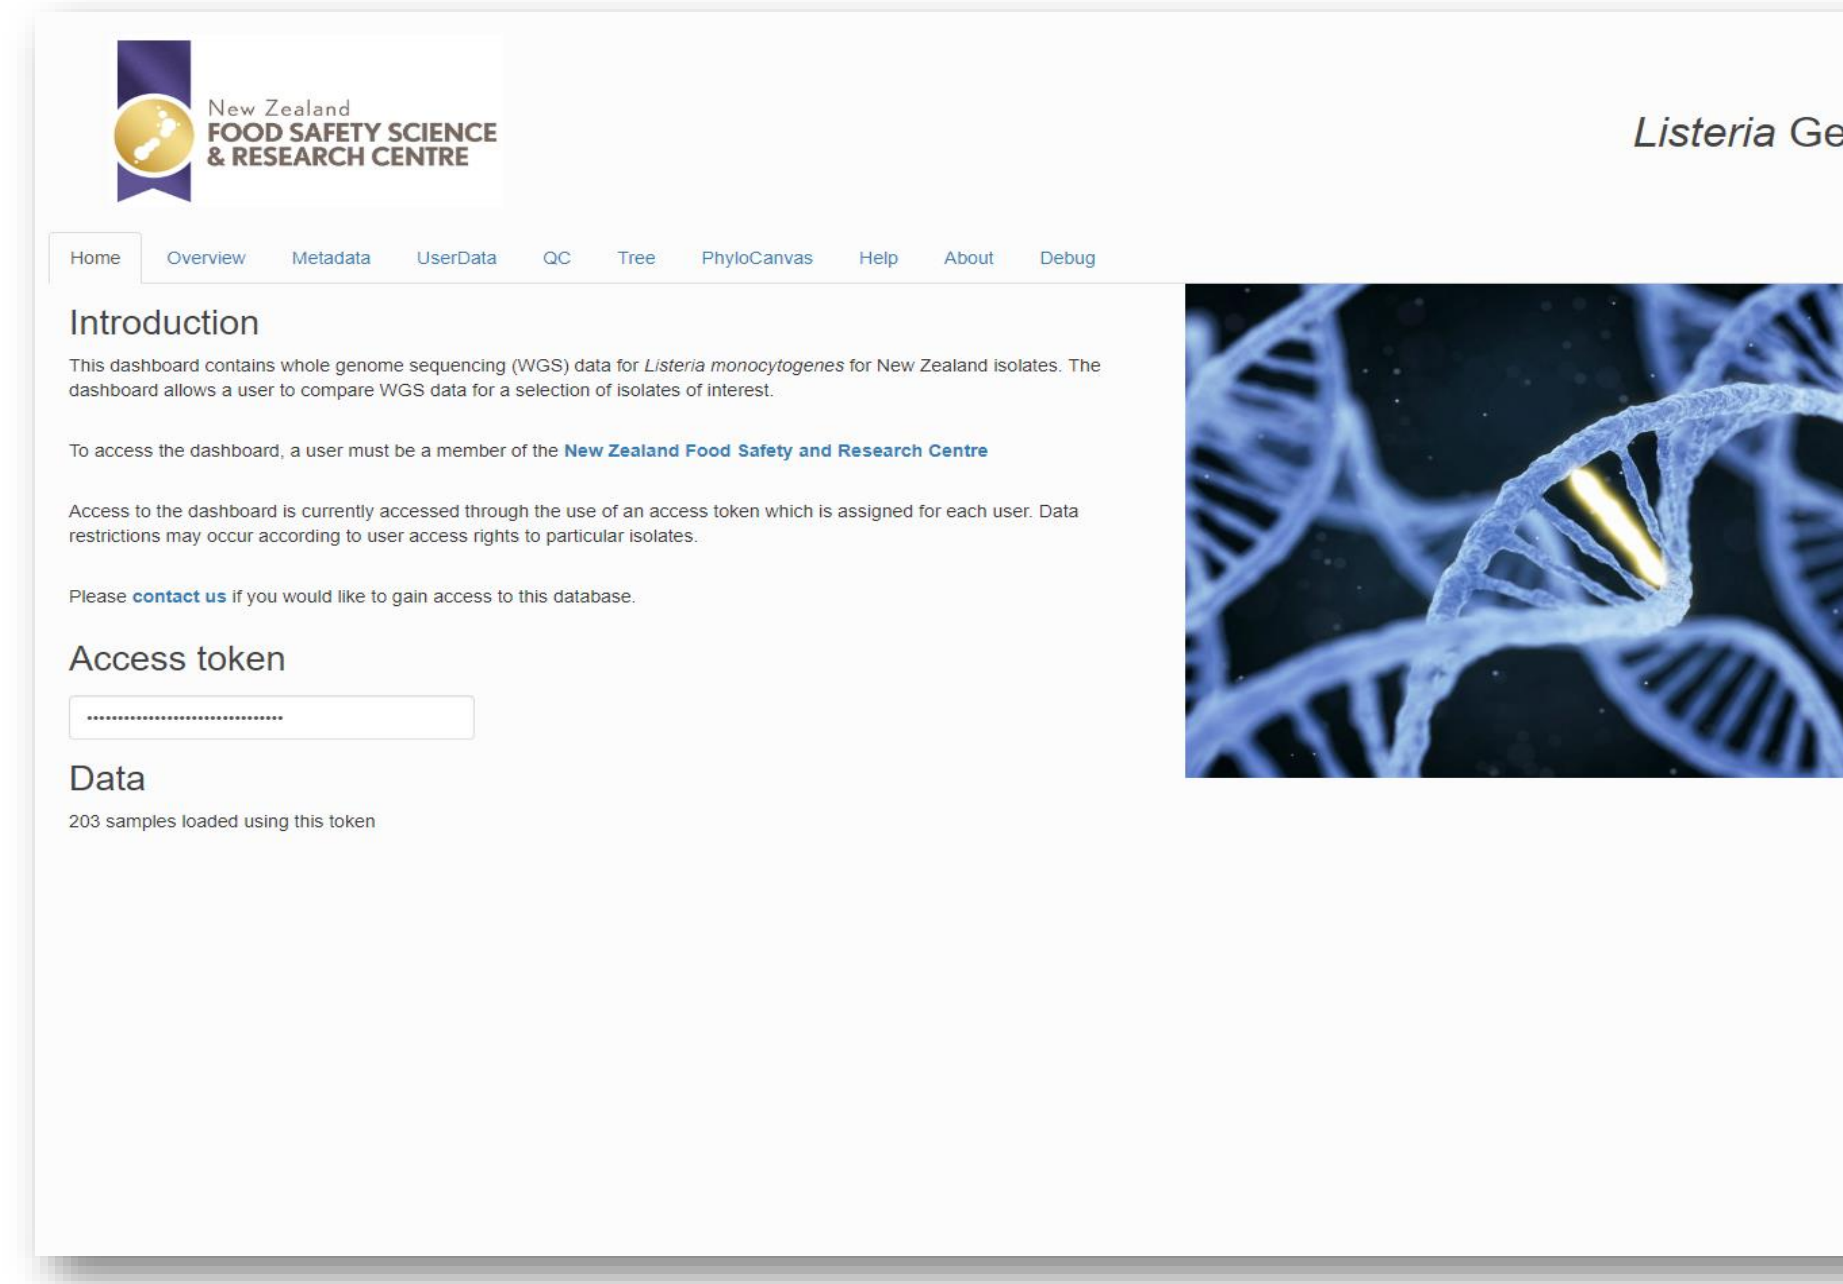 New Zealand
FOOD SAFETY SCIENCE
& RESEARCH CENTRE
Listeria Ge
Home Overview Metadata UserData QC Tree PhyloCanvas Help About Debug
Introduction
This dashboard contains whole genome sequencing (WGS) data for Listeria monocytogenes for New Zealand isolates. The
dashboard allows a user to compare WGS data for a selection of isolates of interest.
To access the dashboard, a user must be a member of the New Zealand Food Safety and Research Centre
Access to the dashboard is currently accessed through the use of an access token which is assigned for each user. Data
restrictions may occur according to user access rights to particular isolates.
Please contact us if you would like to gain access to this database.
Access token
Data
203 samples loaded using this token